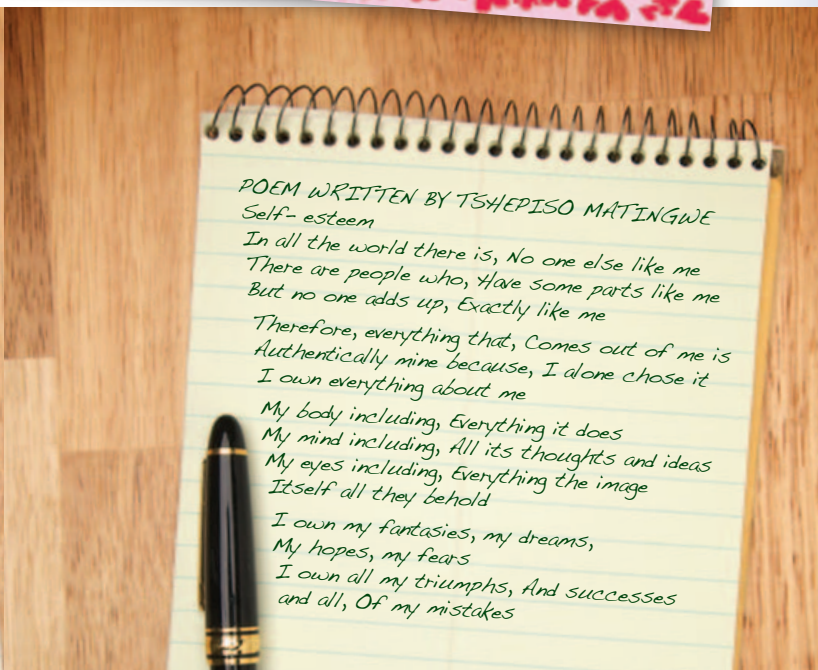 POEM WRITTEN BY TSHEPISO MATINGWE
Self- esteem
In all the world there is, No one else like me
There are people who, Have some parts like me
But no one adds up, Exactly like me
Therefore, everything that, Comes out of me is
Authentically mine because, I alone chose it
I own everything about me
My body including, Everything it does
My mind including, All its thoughts and ideas
My eyes including, Everything the image
Itself all they behold
I own my fantasies, my dreams,
My hopes, my fears
I own all my triumphs, And successes
and all, Of my mistakes